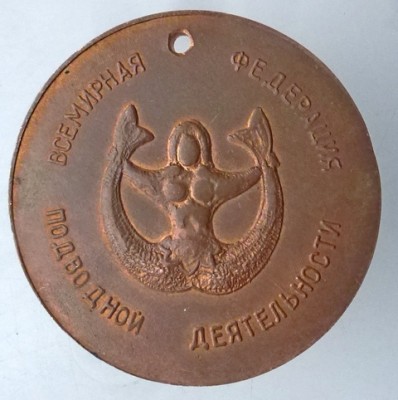 ВСЕМИРНАЯ ФЕДЕРАЦИЯ
ПОДВОДНОЙ ДЕЯТЕЛЬНОСТИ